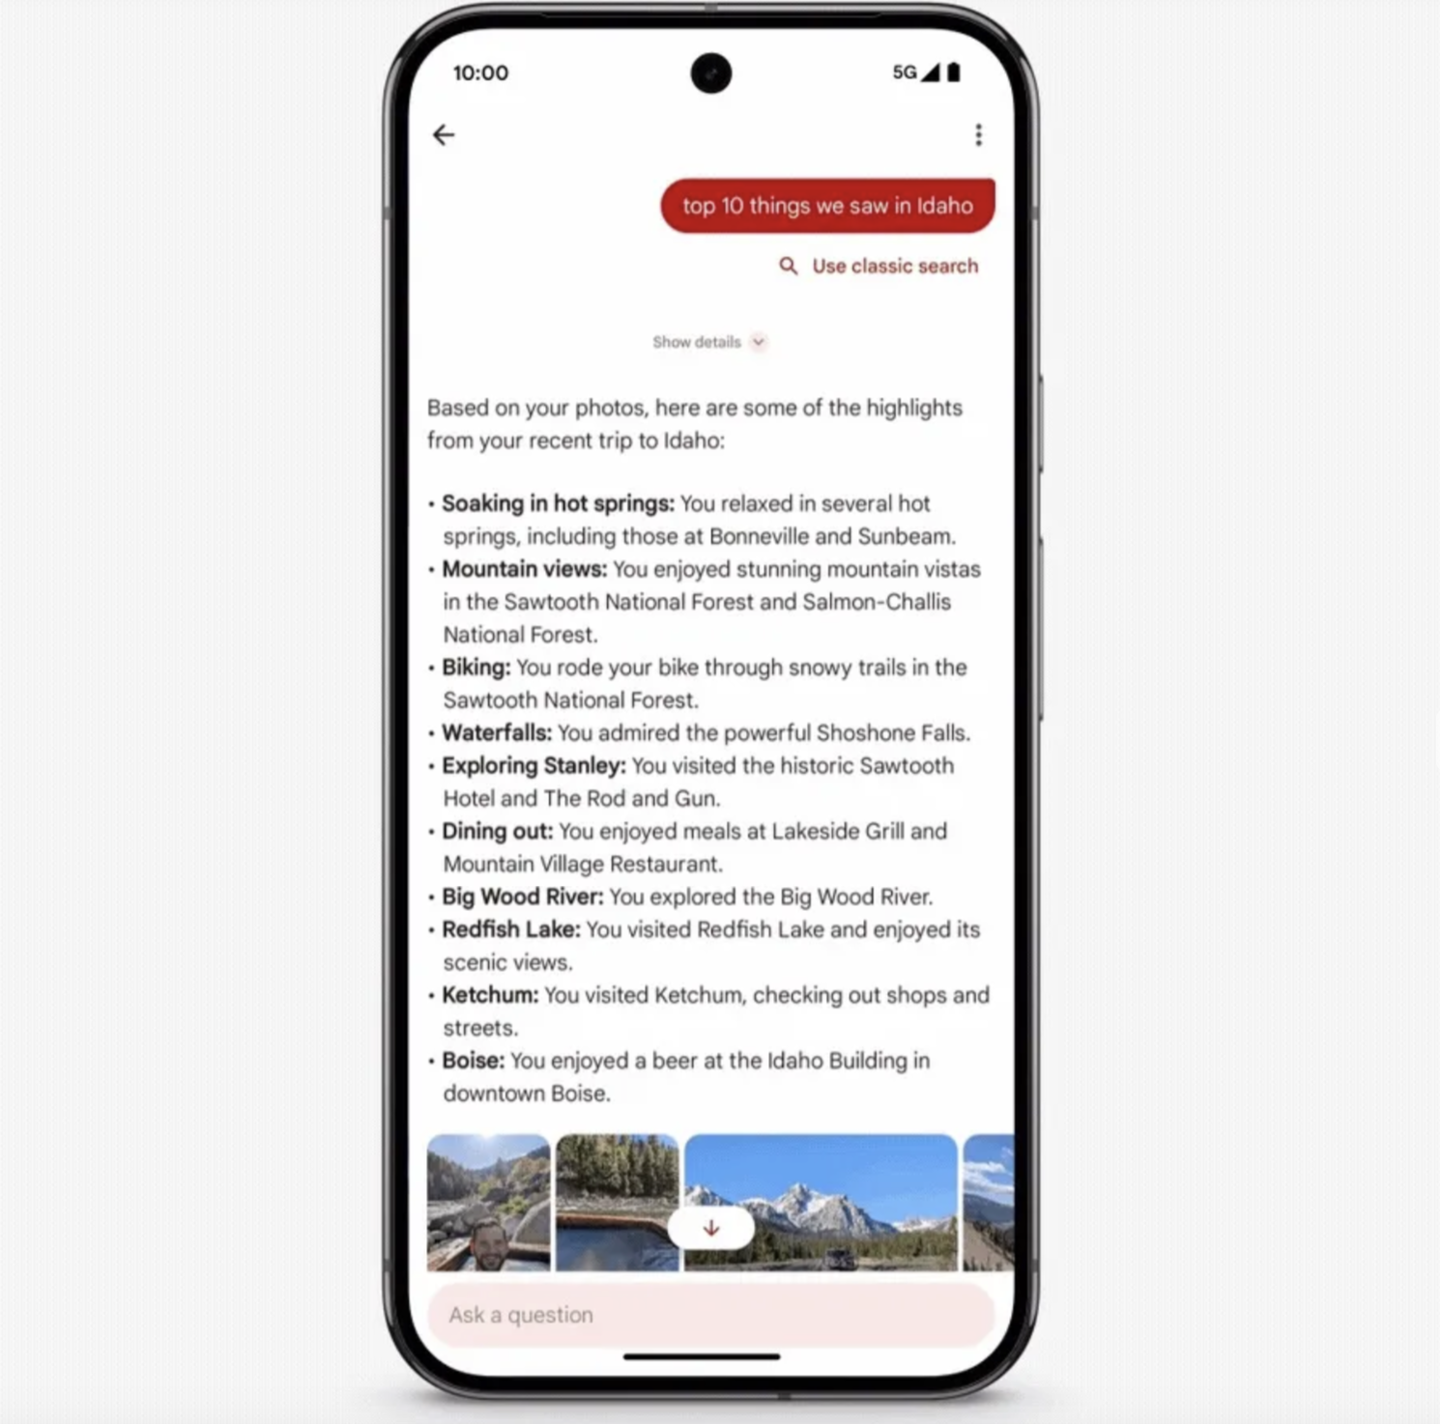 10:00
5G
top 10 things we saw in Idaho
Use classic search
Show details
Based on your photos, here are some of the highlights
from your recent trip to Idaho:
• Soaking in hot springs: You relaxed in several hot
springs, including those at Bonneville and Sunbeam.
• Mountain views: You enjoyed stunning mountain vistas
in the Sawtooth National Forest and Salmon-Challis
National Forest.
• Biking: You rode your bike through snowy trails in the
Sawtooth National Forest.
• Waterfalls: You admired the powerful Shoshone Falls.
• Exploring Stanley: You visited the historic Sawtooth
Hotel and The Rod and Gun.
• Dining out: You enjoyed meals at Lakeside Grill and
Mountain Village Restaurant.
• Big Wood River: You explored the Big Wood River.
• Redfish Lake: You visited Redfish Lake and enjoyed its
scenic views.
• Ketchum: You visited Ketchum, checking out shops and
streets.
• Boise: You enjoyed a beer at the Idaho Building in
downtown Boise.
Ask a question